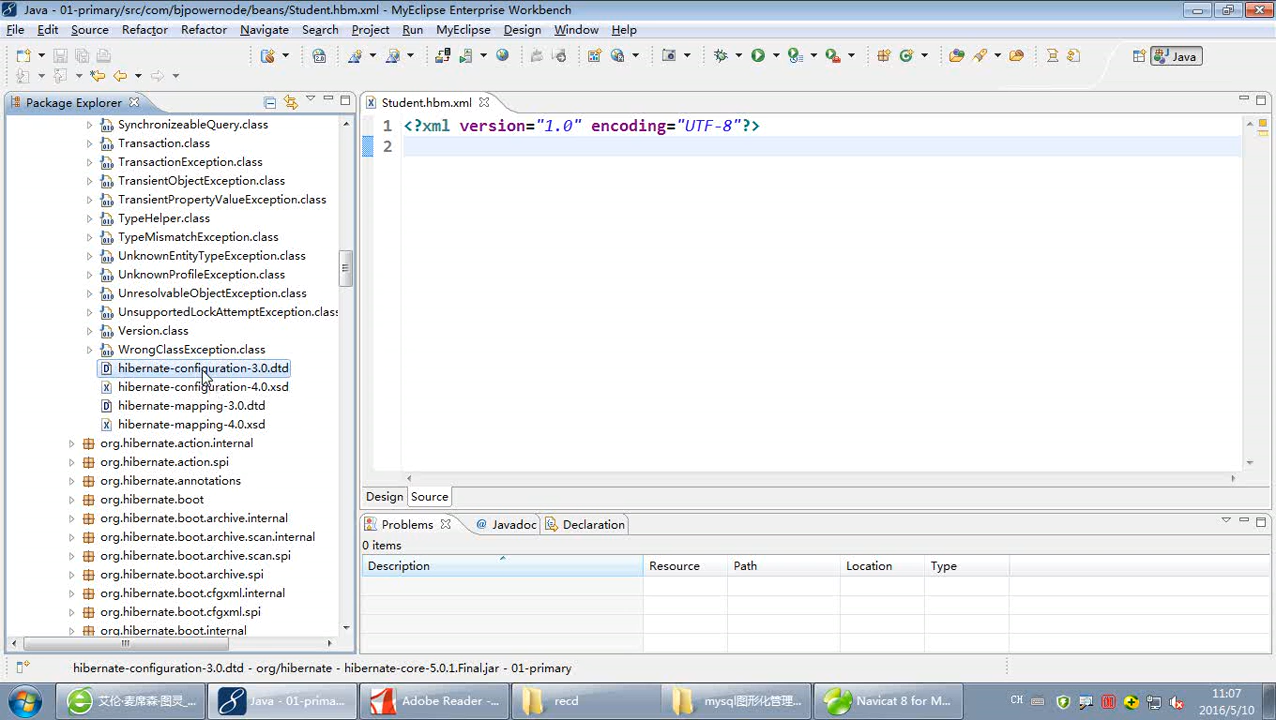 Java - 01-primary/src/com/bjpowernode/beans/Student.hbm.xml - MyEclipse Enterprise Workbench
File Edit Source Refactor Refactor Navigate Search Project Run MyEclipse Design Window Help
Java
Package Explorer
SynchronizeableQuery.class
Transaction.class
TransactionException.class
TransientObjectException.class
TransientPropertyValueException.class
TypeHelper.class
TypeMismatchException.class
UnknownEntityTypeException.class
UnknownProfileException.class
UnresolvableObjectException.class
UnsupportedLockAttemptException.class
Version.class
WrongClassException.class
hibernate-configuration-3.0.dtd
hibernate-configuration-4.0.xsd
hibernate-mapping-3.0.dtd
hibernate-mapping-4.0.xsd
org.hibernate.action.internal
org.hibernate.action.spi
org.hibernate.annotations
org.hibernate.boot
org.hibernate.boot.archive.internal
org.hibernate.boot.archive.scan.internal
org.hibernate.boot.archive.scan.spi
org.hibernate.boot.archive.spi
org.hibernate.boot.cfgxml.internal
org.hibernate.boot.cfgxml.spi
org.hibernate.boot.internal
Student.hbm.xml
1 <?xml version="1.0" encoding="UTF-8"?>
2
Design Source
Problems Javadoc Declaration
0 items
Description Resource Path Location Type
hibernate-configuration-3.0.dtd - org/hibernate - hibernate-core-5.0.1.Final.jar - 01-primary
艾伦·麦席森·图灵_... Java - 01-prima... Adobe Reader - ... recd mysql图形化管理... Navicat 8 for M...
CH
11:07
2016/5/10